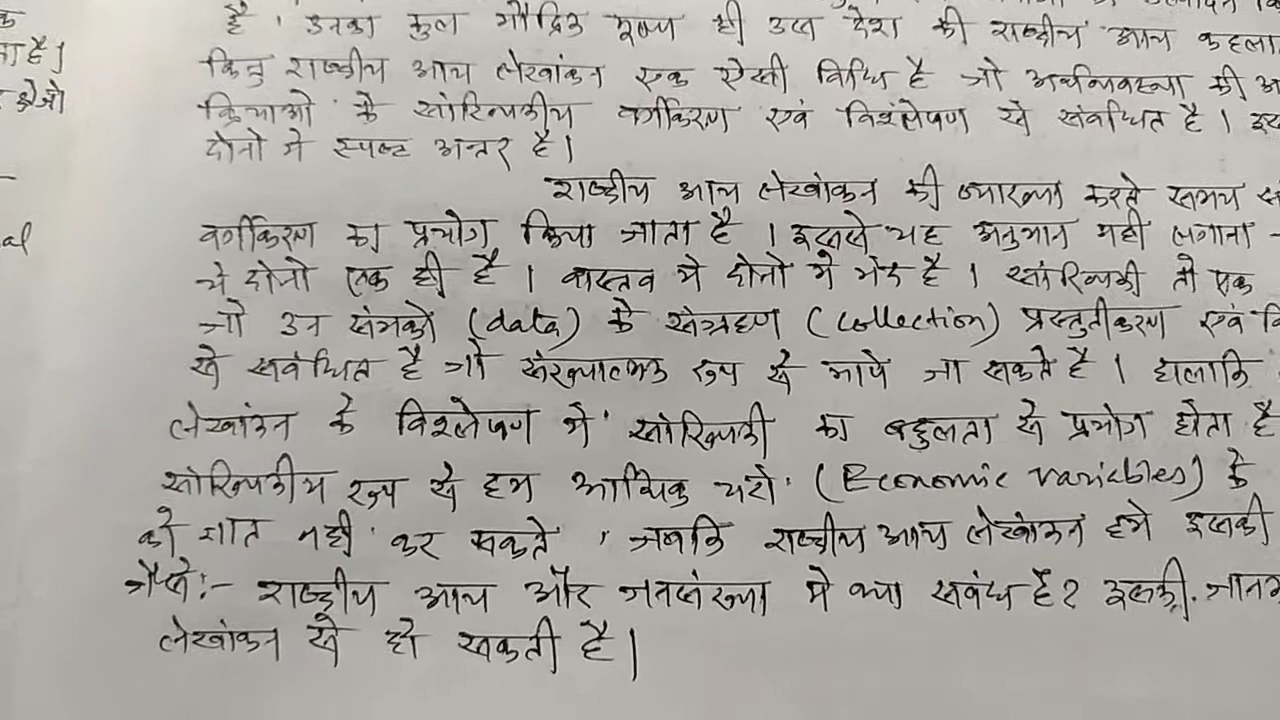 है । उनका कुल मौद्रिक मूल्य ही उस देश की राष्ट्रीय आय
किन्तु राष्ट्रीय आय लेखांकन एक ऐसी विधि है जो अर्थव्यवस्था की
क्रियाओं के सांख्यिकीय वर्गीकरण एवं विश्लेषण से संबंधित है ।
दोनो मे स्पष्ट अन्तर है।
राष्ट्रीय आय लेखांकन की व्याख्या करते समय
वर्गीकरण का प्रयोग किया जाता है । इससे यह अनुमान नही लगाना
ये दोनो एक ही है । वास्तव मे दोनो मे भेद है । सांख्यिकी तो एक
जो उन संमको (data) के संग्रहण (collection) प्रस्तुतीकरण एवं
से सबंधित है जो संख्यात्मक रूप से मापे जा सकते है । हालाकि
लेखांकन के विश्लेषण मे सांख्यिकी का बहुलता से प्रयोग होता है
सांख्यिकीय रूप से हम आर्थिक चरो (Economic variables) के
को ज्ञात नही कर सकते , जबकि राष्ट्रीय आय लेखांकन हमे इसकी
जैसे:- राष्ट्रीय आय और जनसंख्या मे क्या सबंध है? इसकी
लेखांकन से हो सकती है।